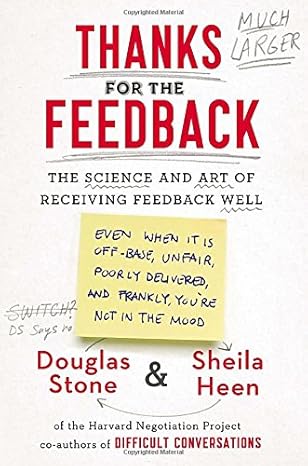 MUCH
LARGER
THANKS
FOR THE
FEEDBACK
THE SCIENCE AND ART OF
RECEIVING FEEDBACK WELL
EVEN WHEN IT IS
OFF-BASE, UNFAIR,
POORLY DELIVERED,
AND FRANKLY, YOU'RE
NOT IN THE MOOD
SWITCH?
DS says no
Douglas
Stone
&
Sheila
Heen
of the Harvard Negotiation Project
co-authors of DIFFICULT CONVERSATIONS